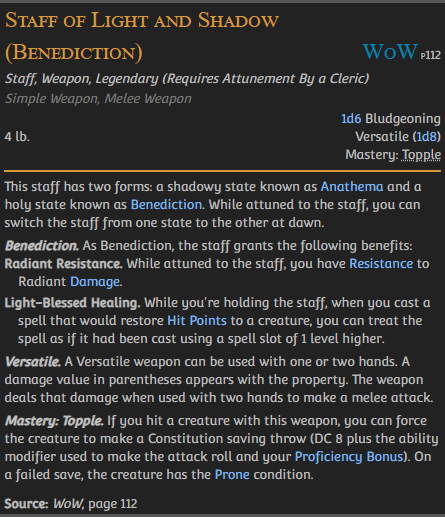 Staff of Light and Shadow
(Benediction) WoW p112
Staff, Weapon, Legendary (Requires Attunement By a Cleric)
Simple Weapon, Melee Weapon
1d6 Bludgeoning
4 lb. Versatile (1d8)
Mastery: Topple
This staff has two forms: a shadowy state known as Anathema and a
holy state known as Benediction. While attuned to the staff, you can
switch the staff from one state to the other at dawn.
Benediction. As Benediction, the staff grants the following benefits:
Radiant Resistance. While attuned to the staff, you have Resistance to
Radiant Damage.
Light-Blessed Healing. While you're holding the staff, when you cast a
spell that would restore Hit Points to a creature, you can treat the
spell as if it had been cast using a spell slot of 1 level higher.
Versatile. A Versatile weapon can be used with one or two hands. A
damage value in parentheses appears with the property. The weapon
deals that damage when used with two hands to make a melee attack.
Mastery: Topple. If you hit a creature with this weapon, you can force
the creature to make a Constitution saving throw (DC 8 plus the ability
modifier used to make the attack roll and your Proficiency Bonus). On
a failed save, the creature has the Prone condition.
Source: WoW, page 112